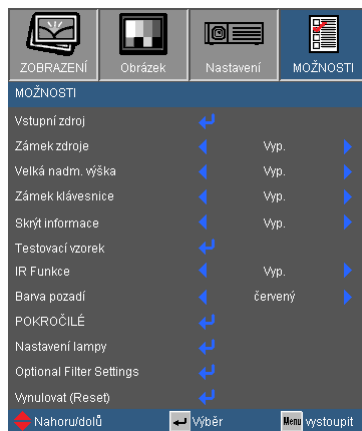 ZOBRAZENÍ Obrázek Nastavení MOŽNOSTI
MOŽNOSTI
Vstupní zdroj
Zámek zdroje Vyp.
Velká nadm. výška Vyp.
Zámek klávesnice Vyp.
Skrýt informace Vyp.
Testovací vzorek
IR Funkce Vyp.
Barva pozadí červený
POKROČILÉ
Nastavení lampy
Optional Filter Settings
Vynulovat (Reset)
Nahoru/dolů Výběr Menu vystoupit